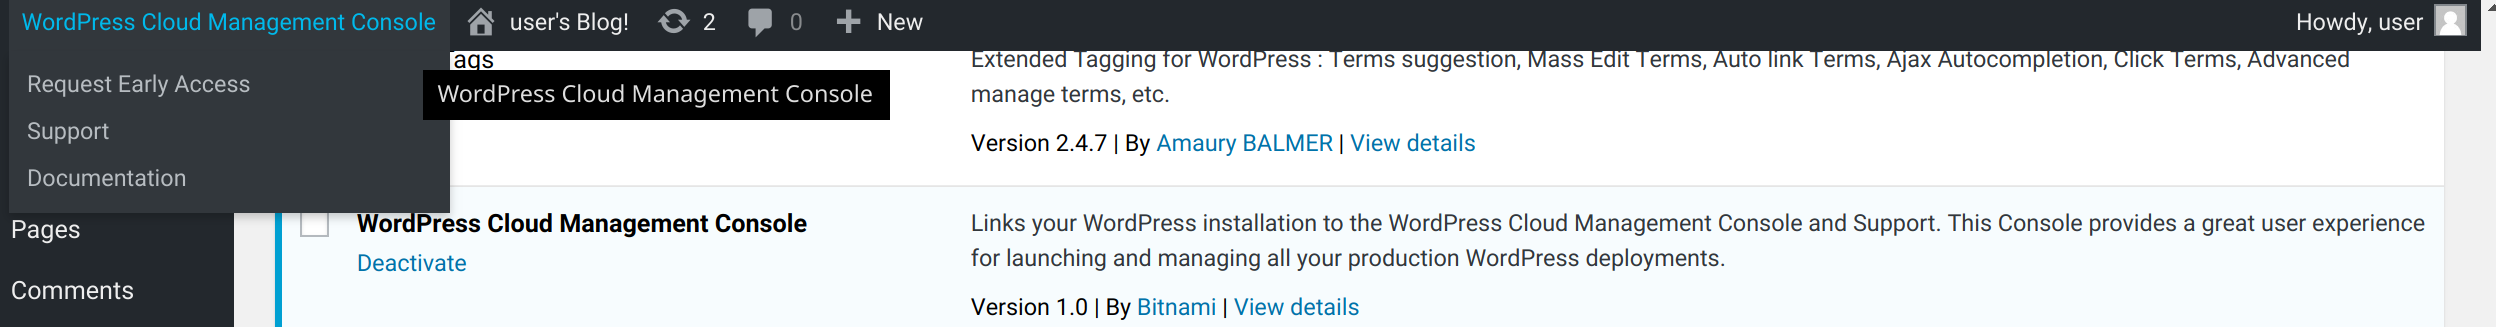 WordPress Cloud Management Console user's Blog! 2 0 New Howdy, user
Request Early Access
Support
Documentation
WordPress Cloud Management Console
Pages
Comments
ags
Extended Tagging for WordPress : Terms suggestion, Mass Edit Terms, Auto link Terms, Ajax Autocompletion, Click Terms, Advanced
manage terms, etc.
Version 2.4.7 | By Amaury BALMER | View details
WordPress Cloud Management Console
Deactivate
Links your WordPress installation to the WordPress Cloud Management Console and Support. This Console provides a great user experience
for launching and managing all your production WordPress deployments.
Version 1.0 | By Bitnami | View details